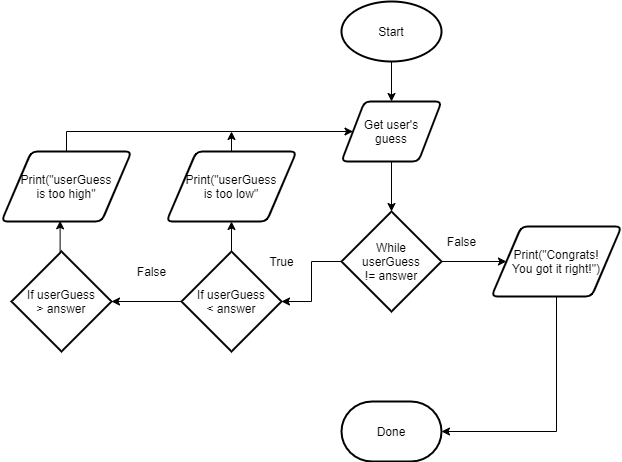 Start
Get user's
guess
Print("userGuess
is too high"
Print("userGuess
is too low"
While
userGuess
!= answer
False
Print("Congrats!
You got it right!")
True
False
If userGuess
> answer
If userGuess
< answer
Done